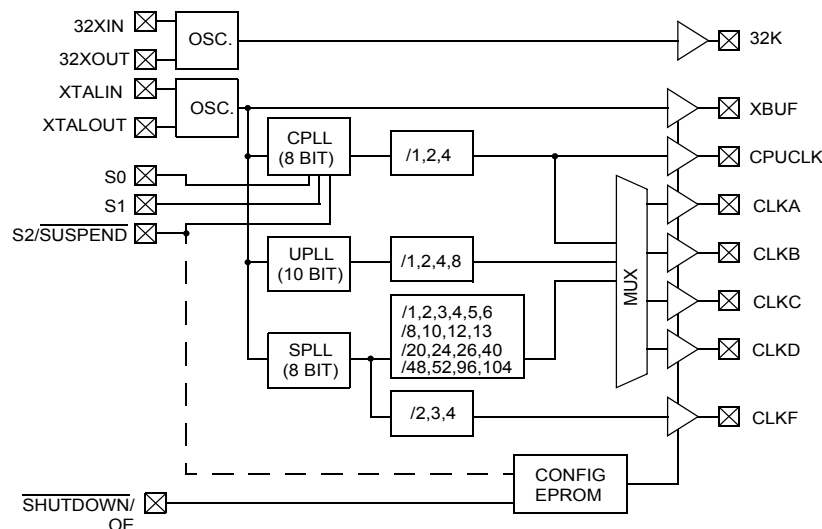 32XIN
OSC.
32K
32XOUT
XTALIN
OSC.
XBUF
XTALOUT
CPLL
(8 BIT)
/1,2,4
CPUCLK
S0
S1
CLKA
S2/SUSPEND
UPLL
(10 BIT)
/1,2,4,8
MUX
CLKB
CLKC
/1,2,3,4,5,6
/8,10,12,13
/20,24,26,40
/48,52,96,104
SPLL
(8 BIT)
CLKD
/2,3,4
CLKF
CONFIG
EPROM
SHUTDOWN/
OE